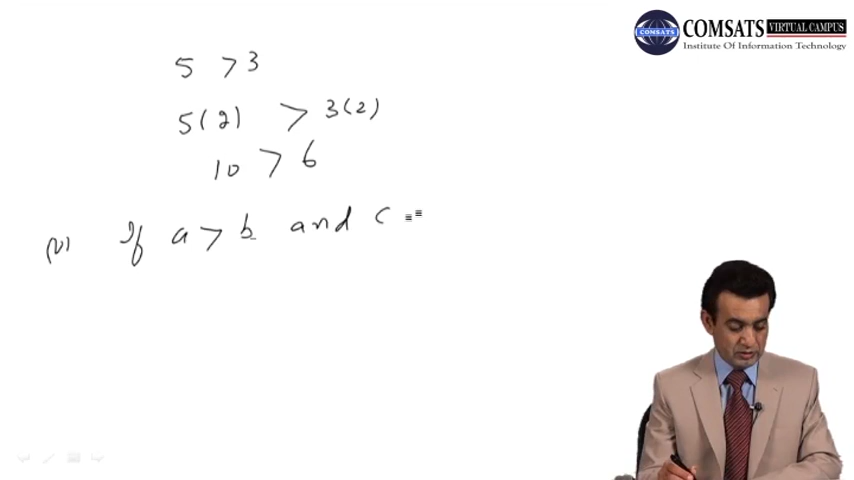 COMSATS VIRTUAL CAMPUS
COMSATS
Institute Of Information Technology
5 > 3
5(2) > 3(2)
10 > 6
(v) If a > b and c